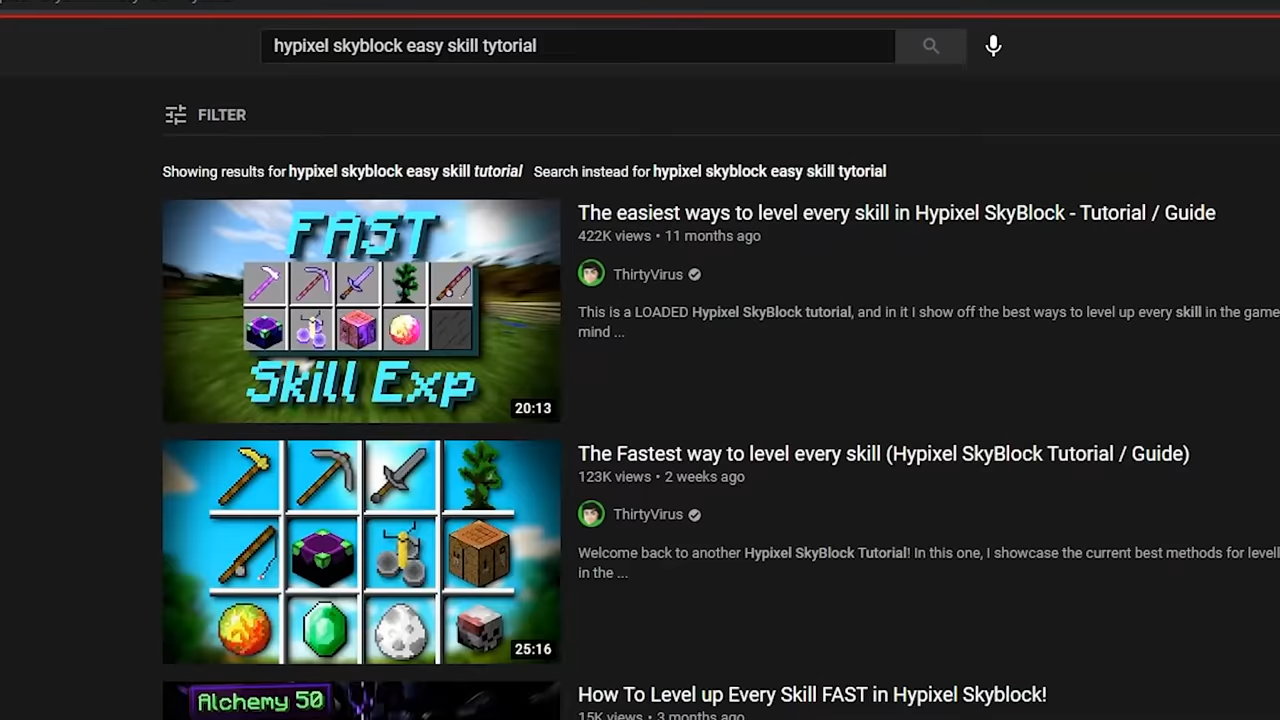 hypixel skyblock easy skill tytorial
FILTER
Showing results for hypixel skyblock easy skill tutorial Search instead for hypixel skyblock easy skill tytorial
FAST
Skill Exp
20:13
The easiest ways to level every skill in Hypixel SkyBlock - Tutorial / Guide
422K views • 11 months ago
ThirtyVirus
This is a LOADED Hypixel SkyBlock tutorial, and in it I show off the best ways to level up every skill in the game
mind ...
25:16
The Fastest way to level every skill (Hypixel SkyBlock Tutorial / Guide)
123K views • 2 weeks ago
ThirtyVirus
Welcome back to another Hypixel SkyBlock Tutorial! In this one, I showcase the current best methods for levell
in the ...
Alchemy 50
How To Level up Every Skill FAST in Hypixel Skyblock!
15K views • 3 months ago